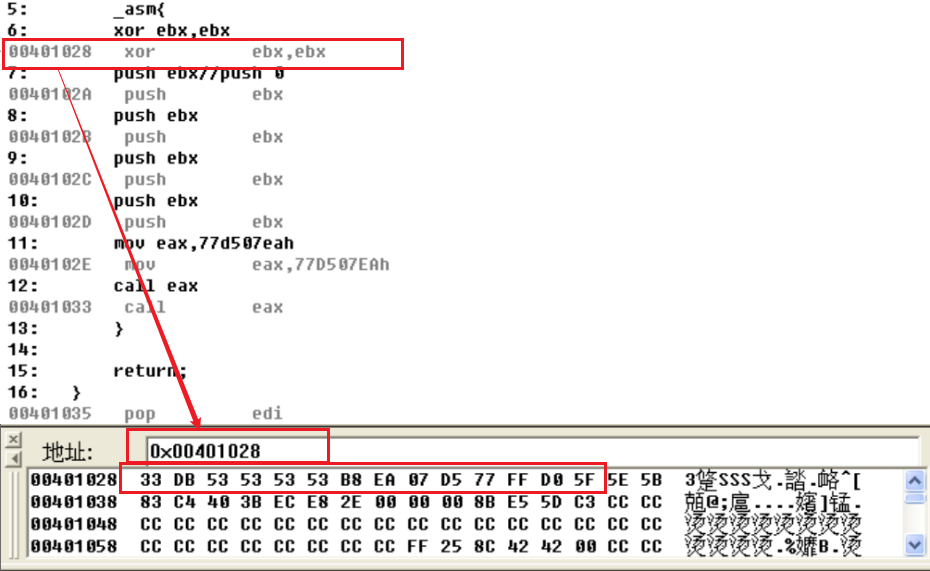 5: _asm{
6: xor ebx,ebx
00401028 xor ebx,ebx
7: push ebx//push 0
0040102A push ebx
8: push ebx
0040102B push ebx
9: push ebx
0040102C push ebx
10: push ebx
0040102D push ebx
11: mov eax,77d507eah
0040102E mov eax,77D507EAh
12: call eax
00401033 call eax
13: }
14:
15: return;
16: }
00401035 pop edi
地址: 0x00401028
00401028 33 DB 53 53 53 53 B8 EA 07 D5 77 FF D0 5F 5E 5B 3跾SSS戈.誻.衉^[
00401038 83 C4 40 3B EC E8 2E 00 00 00 8B E5 5D C3 CC CC @;....]锰.
00401048 CC CC CC CC CC CC CC CC CC CC CC CC CC CC CC CC 烫烫烫烫烫烫烫烫
00401058 CC CC CC CC CC CC CC CC FF 25 8C 42 42 00 CC CC 烫烫烫烫.%孊B.烫